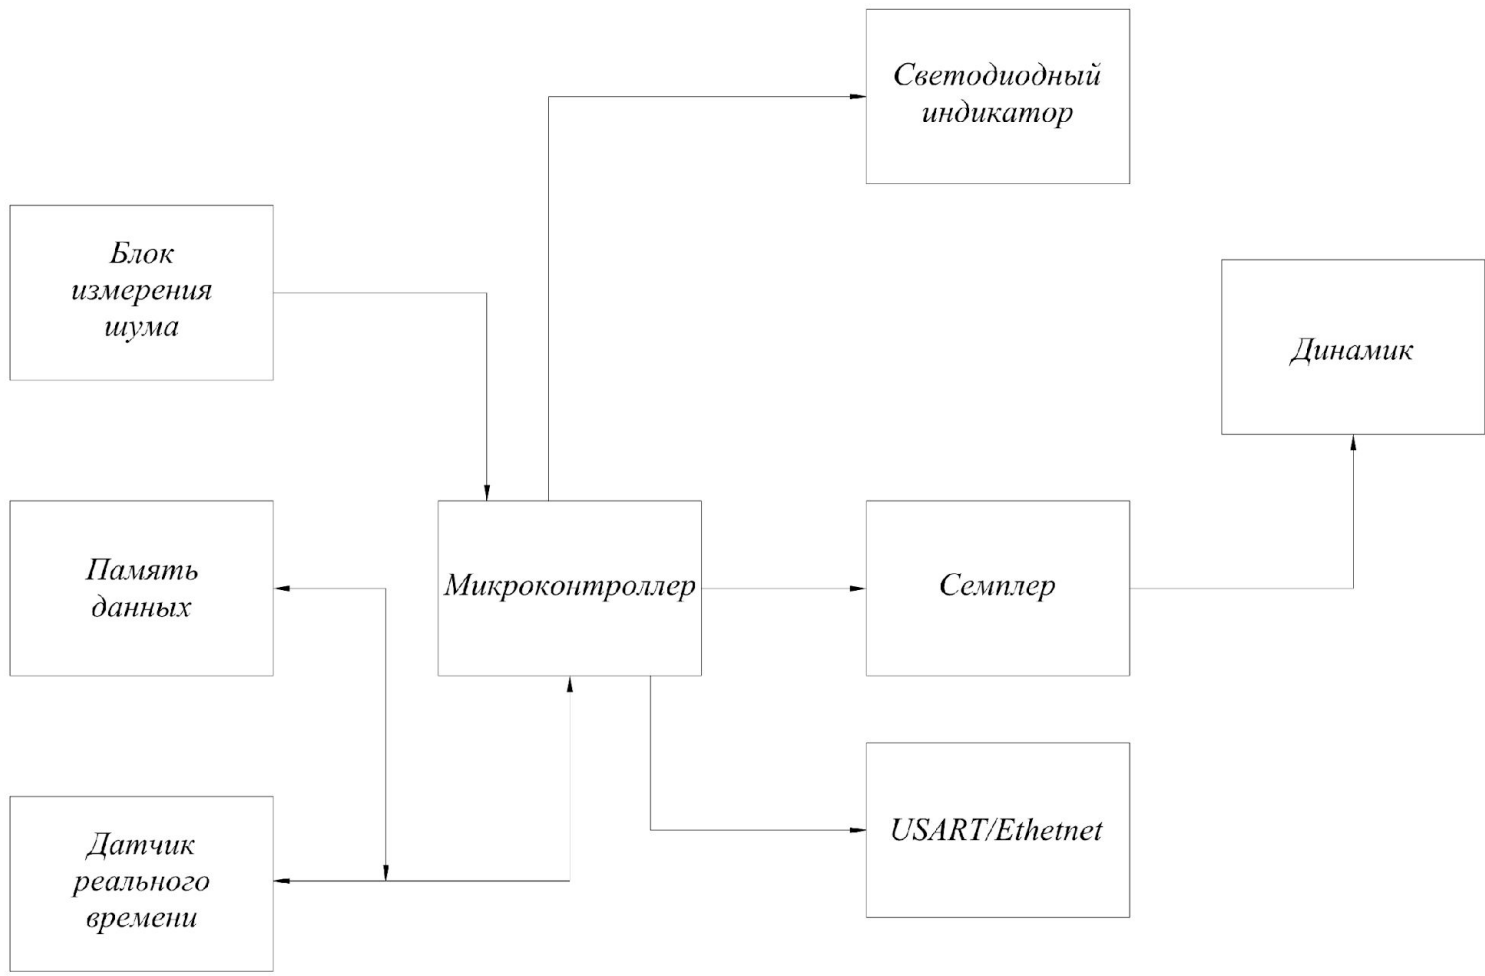 Светодиодный
индикатор
Блок
измерения
шума
Динамик
Память
данных
Микроконтроллер
Семплер
USART/Ethetnet
Датчик
реального
времени